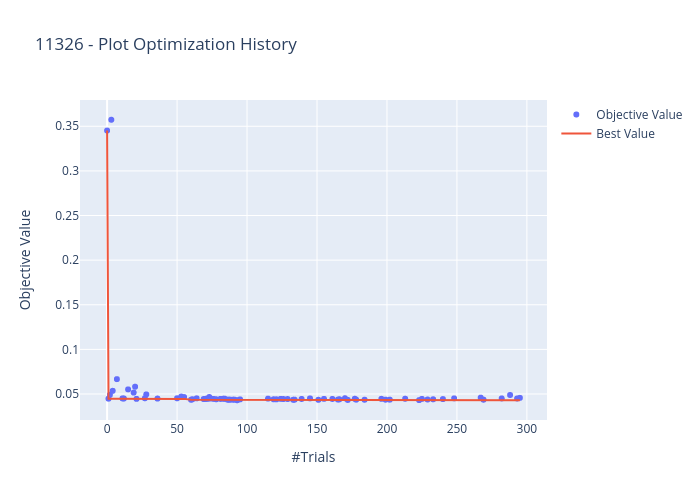 11326 - Plot Optimization History
Objective Value
Best Value
0.35
0.3
0.25
0.2
0.15
0.1
0.05
0
50
100
150
200
250
300
Objective Value
#Trials